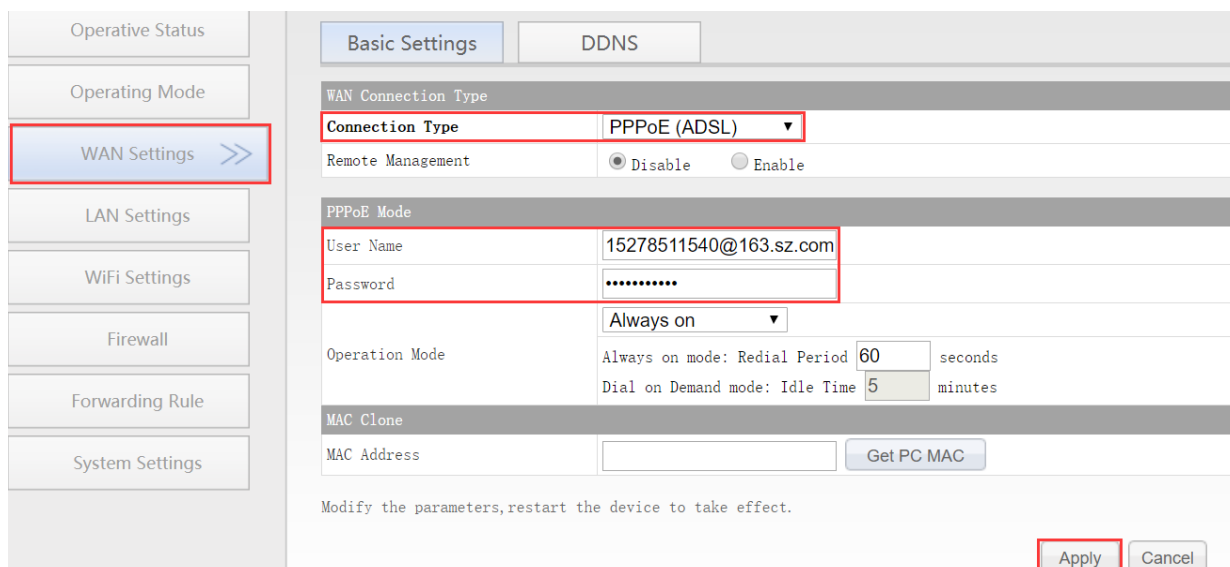 Operative Status
Operating Mode
WAN Settings >>
LAN Settings
WiFi Settings
Firewall
Forwarding Rule
System Settings
Basic Settings DDNS
WAN Connection Type
Connection Type PPPoE (ADSL)
Remote Management Disable Enable
PPPoE Mode
User Name 15278511540@163.sz.com
Password •••••••••••
Always on
Operation Mode
Always on mode: Redial Period 60 seconds
Dial on Demand mode: Idle Time 5 minutes
MAC Clone
MAC Address Get PC MAC
Modify the parameters,restart the device to take effect.
Apply Cancel